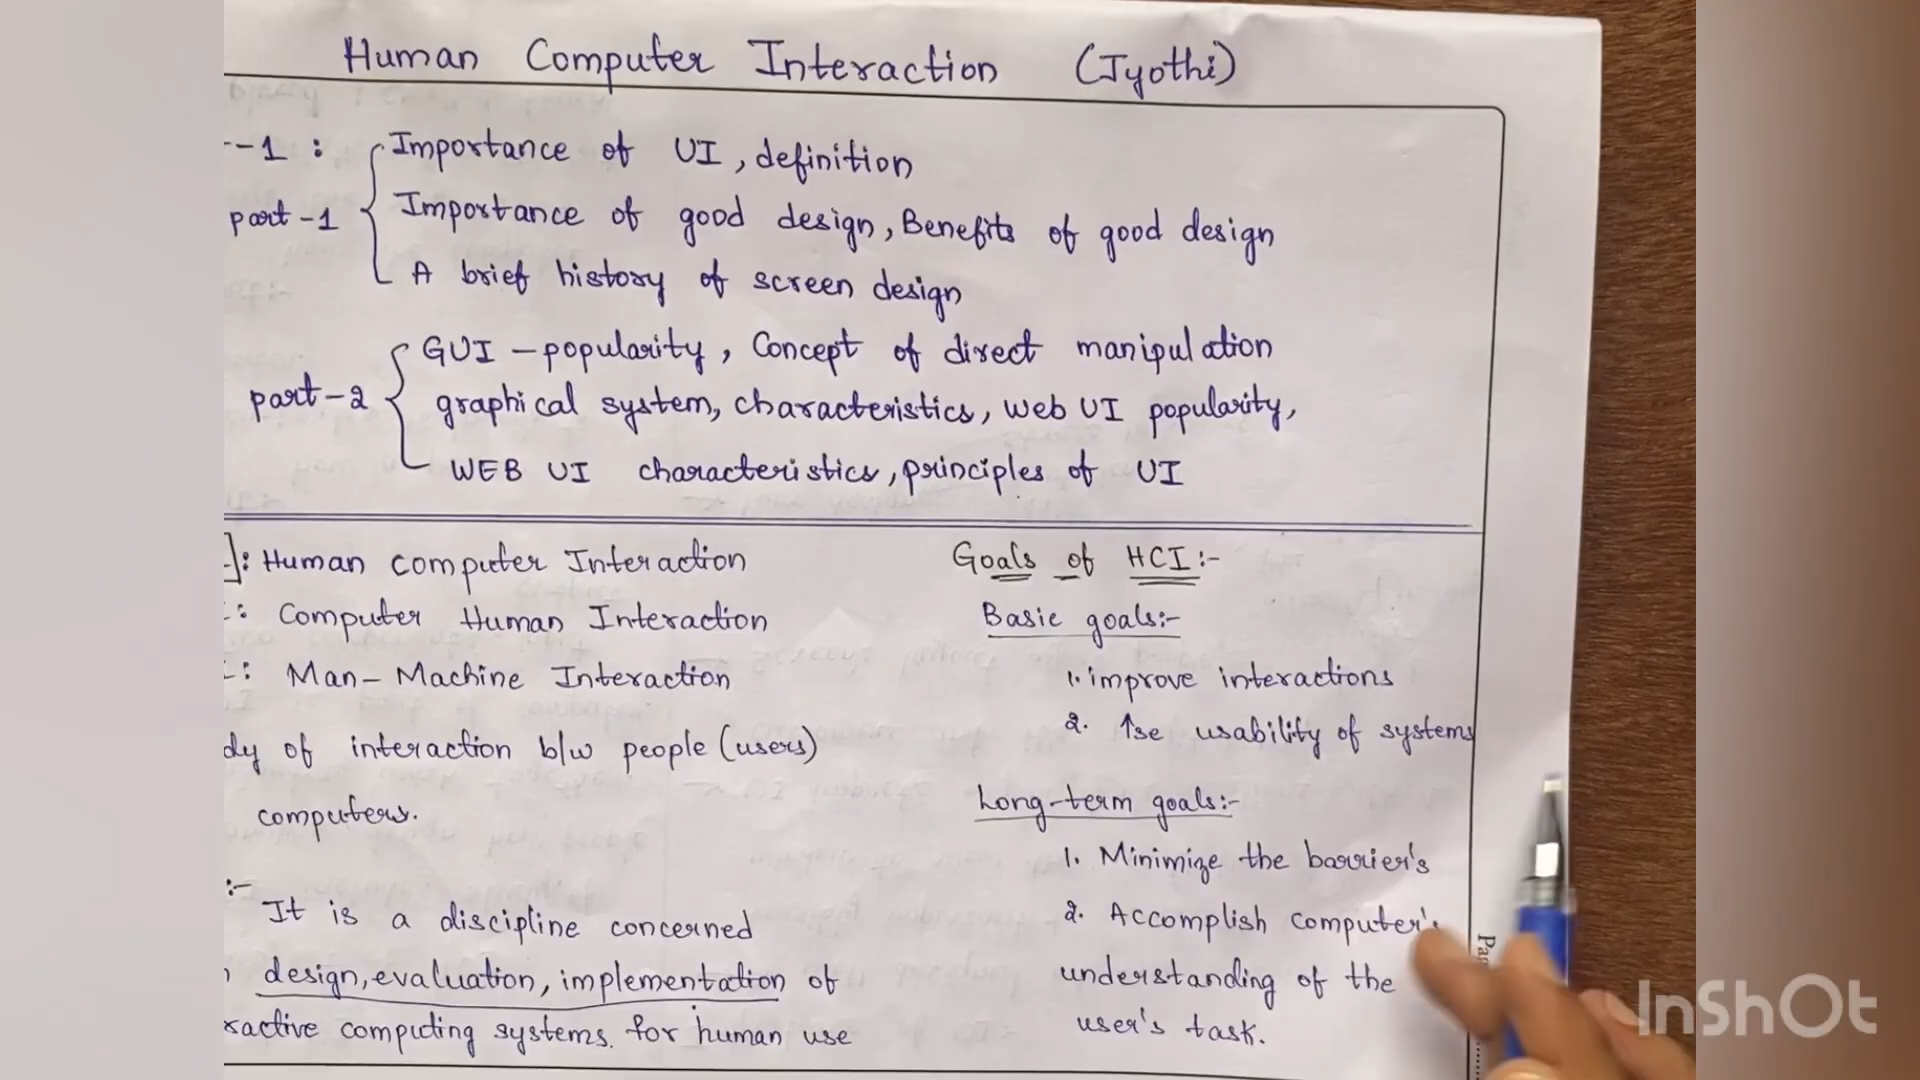 Human Computer Interaction (Jyothi)
--1 :
Importance of UI, definition
part-1
Importance of good design, Benefits of good design
A brief history of screen design
GUI - popularity, Concept of direct manipulation
part-2
graphical system, characteristics, Web UI popularity,
WEB UI characteristics, principles of UI
: Human computer Interaction
: Computer Human Interaction
: Man-Machine Interaction
dy of interaction b/w people (users)
computers.
:-
It is a discipline concerned
design, evaluation, implementation of
ractive computing systems. for human use
Goals of HCI:-
Basic goals:-
1. improve interactions
2. ↑se usability of systems
Long-term goals:-
1. Minimize the barrier's
2. Accomplish computer's
understanding of the
user's task.
Pa
InShOt